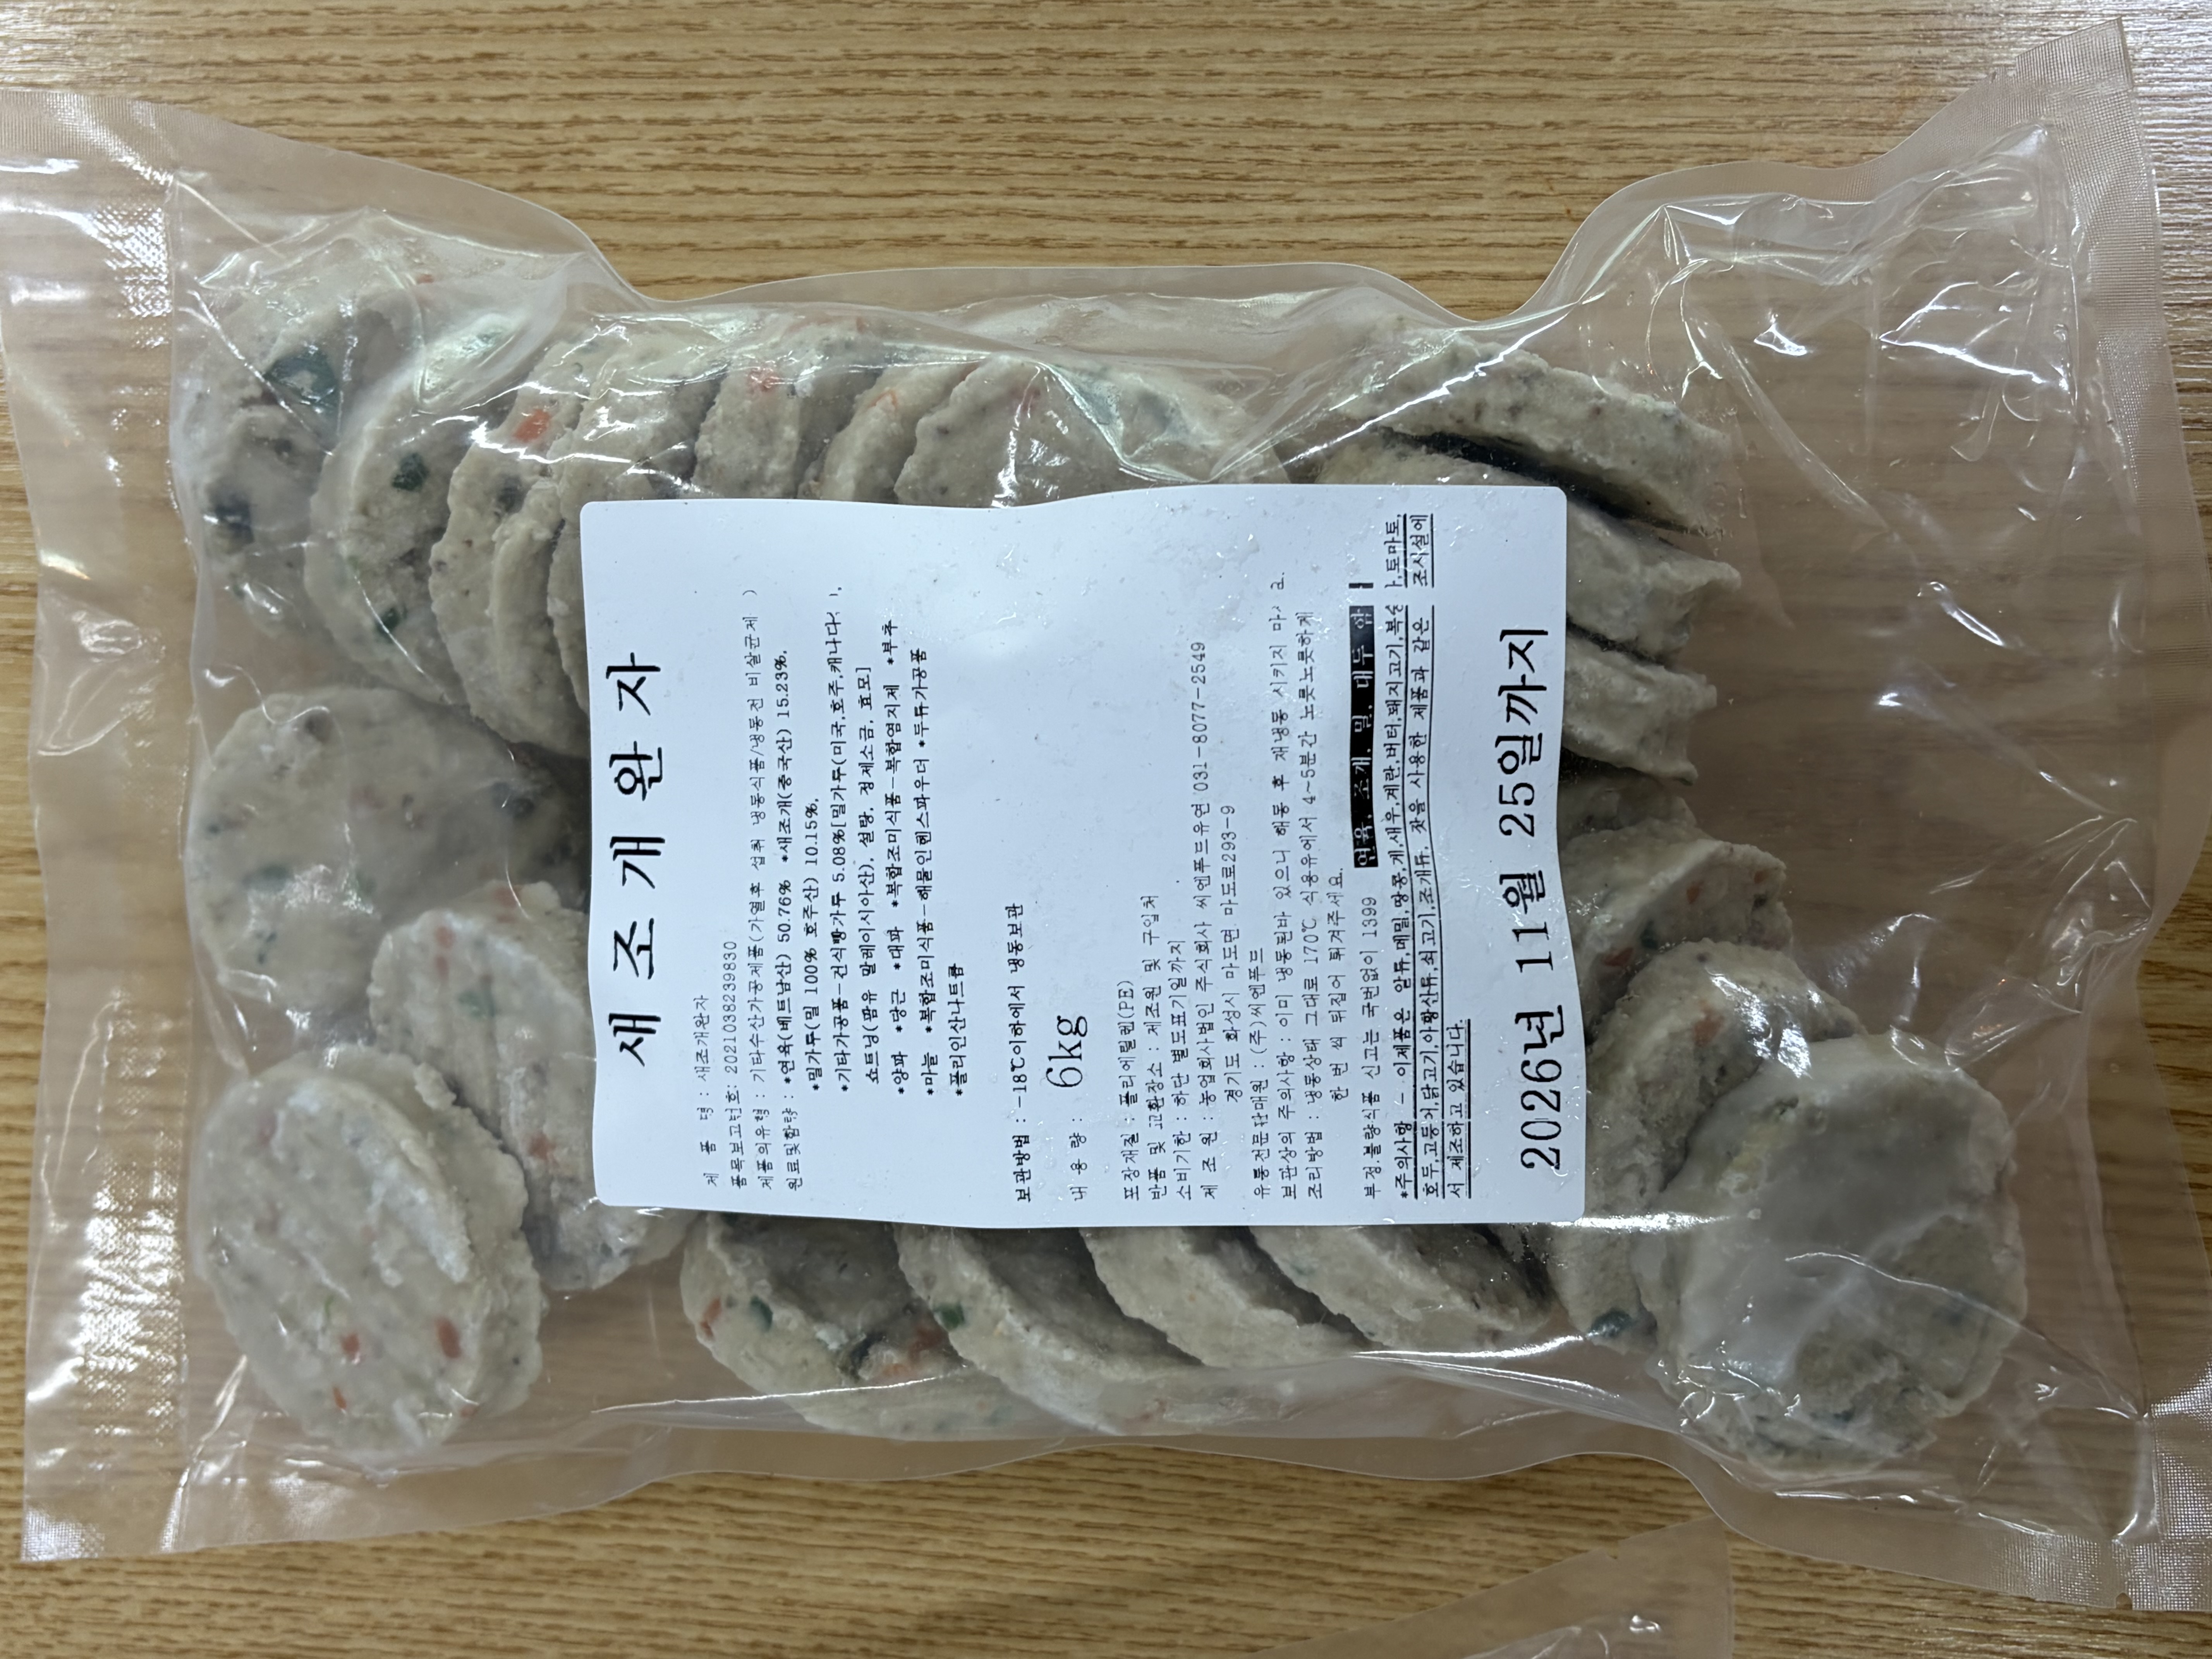 새조개완자
제 품 명 : 새조개완자
품목보고번호: 2021038239830
제품의유형 : 기타수산가공제품(가열후 섭취 냉동식품/냉동전 비살균제 )
원료및함량 : *연육(베트남산) 50.76% *새조개(중국산) 15.23%,
*밀가루(밀 100% 호주산) 10.15%,
*기타가공품-건식빵가루 5.08%[밀가루(미국,호주,캐나다
쇼트닝(팜유 말레이시아산), 설탕, 정제소금, 효모]
*양파 *당근 *대파 *복합조미식품-복합염지제 *부추
*마늘 *복합조미식품-해물인핸스파우더 *두류가공품
*폴리인산나트륨
보관방법 : -18℃이하에서 냉동보관
내 용 량 : 6kg
포장재질 : 폴리에틸렌(PE)
반품 및 교환장소 : 제조원 및 구입처
소비기한 : 하단 별도표기일까지
제 조 원 : 농업회사법인 주식회사 씨엔푸드유연 031-8077-2549
경기도 화성시 마도면 마도로293-9
유통전문판매원 : (주)씨엔푸드
보관상의 주의사항 : 이미 냉동된바 있으니 해동 후 재냉동 시키지 마
조리방법 : 냉동상태 그대로 170℃ 식용유에서 4~5분간 노릇노릇하게
한 번 씩 뒤집어 튀겨주세요.
부정.불량식품 신고는 국번없이 1399 연육, 조개, 밀, 대두 함
*주의사항 - 이제품은 알류,메밀,땅콩,게,새우,계란,버터,돼지고기,복숭 ,토마토,
호두,고등어,닭고기,아황산류,쇠고기,조개류, 잣을 사용한 제품과 같은 조시설에
서 제조하고 있습니다.
2026년 11월 25일까지